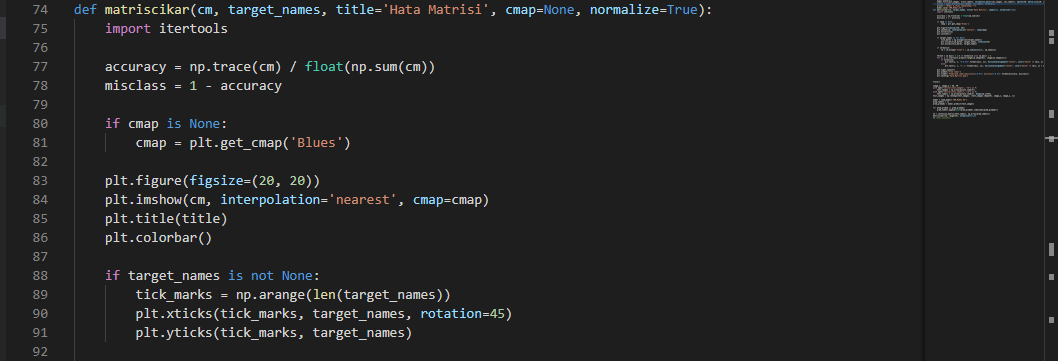 74 def matriscikar(cm, target_names, title='Hata Matrisi', cmap=None, normalize=True):
75     import itertools
76
77     accuracy = np.trace(cm) / float(np.sum(cm))
78     misclass = 1 - accuracy
79
80     if cmap is None:
81         cmap = plt.get_cmap('Blues')
82
83     plt.figure(figsize=(20, 20))
84     plt.imshow(cm, interpolation='nearest', cmap=cmap)
85     plt.title(title)
86     plt.colorbar()
87
88     if target_names is not None:
89         tick_marks = np.arange(len(target_names))
90         plt.xticks(tick_marks, target_names, rotation=45)
91         plt.yticks(tick_marks, target_names)
92